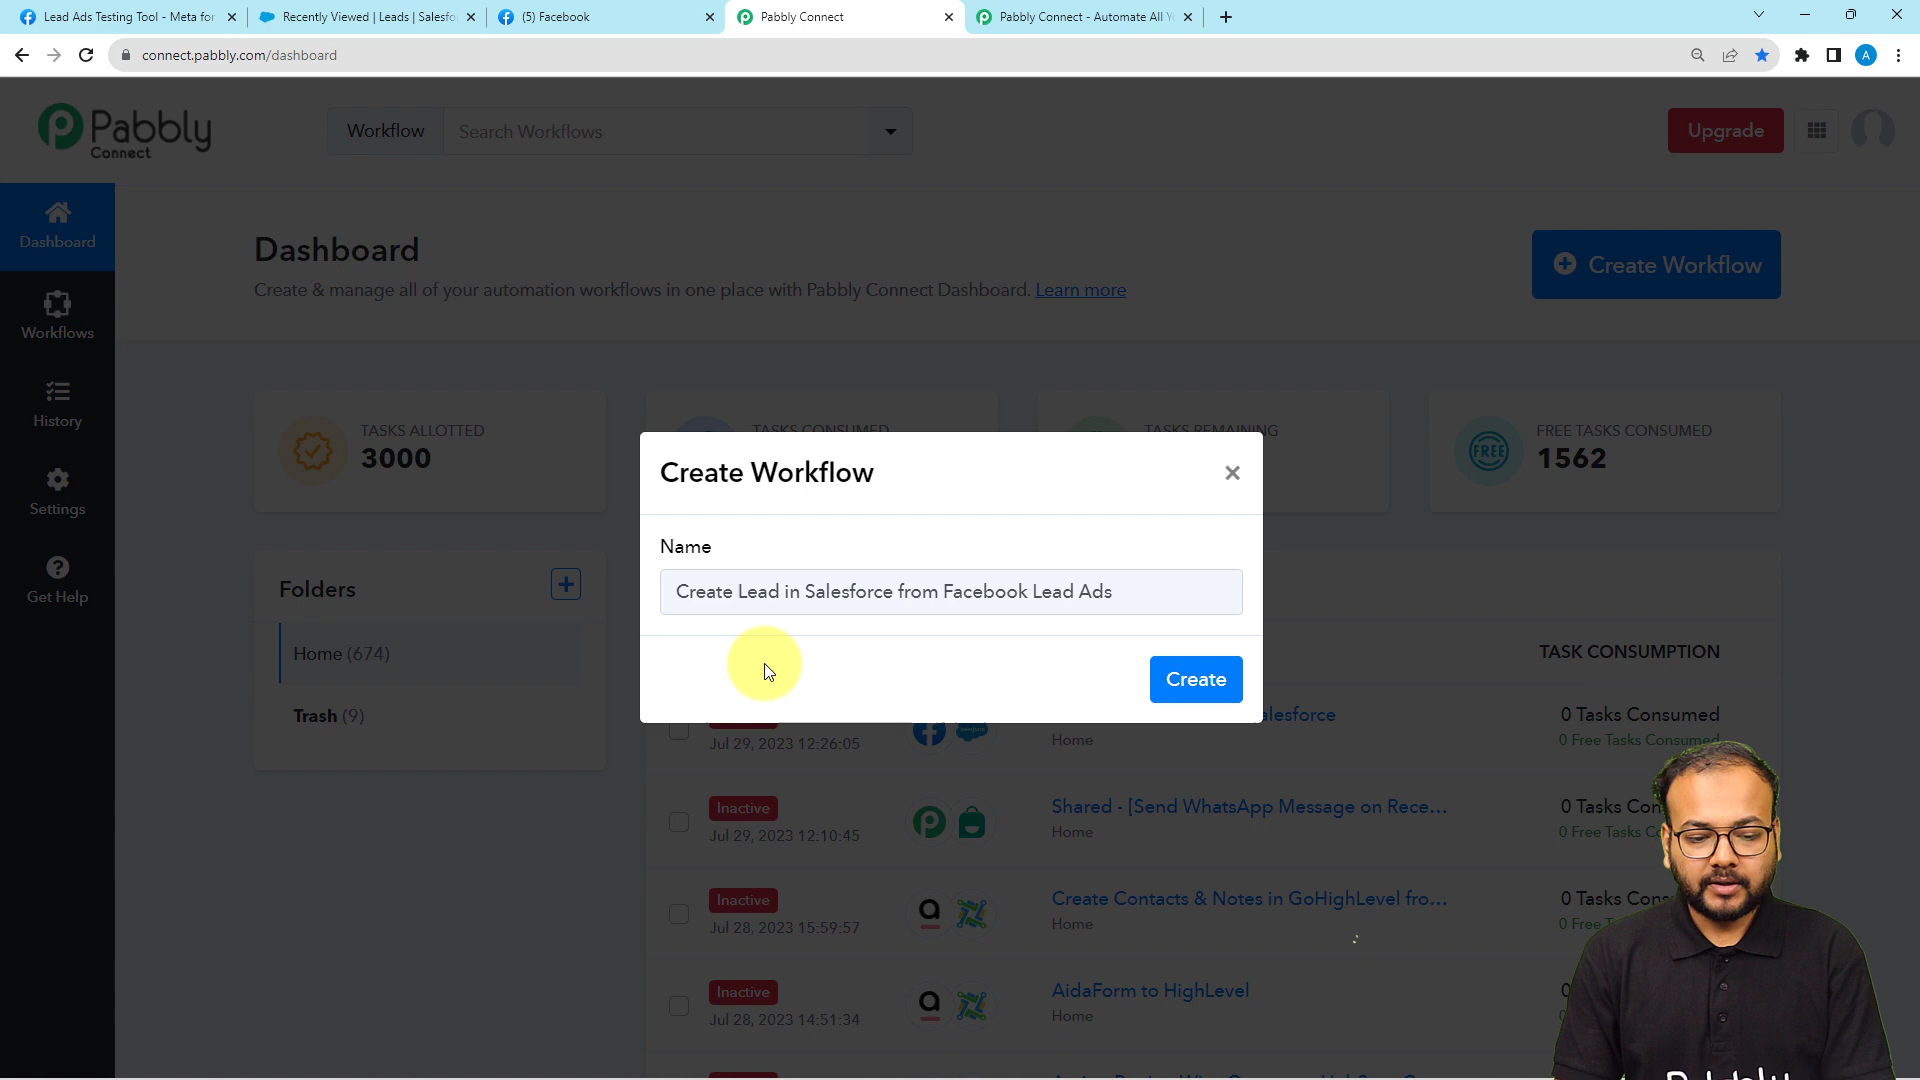 Lead Ads Testing Tool - Meta for
Recently Viewed | Leads | Salesfo
(5) Facebook
Pabbly Connect
Pabbly Connect - Automate All Y
connect.pabbly.com/dashboard
A
Pabbly
Connect
Workflow
Search Workflows
Upgrade
Dashboard
Workflows
History
Settings
Get Help
Dashboard
Create & manage all of your automation workflows in one place with Pabbly Connect Dashboard. Learn more
Create Workflow
TASKS ALLOTTED
3000
TASKS CONSUMED
TASKS REMAINING
FREE
FREE TASKS CONSUMED
1562
Folders
Home (674)
Trash (9)
Create Workflow
Name
Create Lead in Salesforce from Facebook Lead Ads
Create
TASK CONSUMPTION
Jul 29, 2023 12:26:05
alesforce
Home
0 Tasks Consumed
0 Free Tasks Consumed
Inactive
Jul 29, 2023 12:10:45
Shared - [Send WhatsApp Message on Rece...
Home
0 Tasks Con
0 Free Tasks C
Inactive
Jul 28, 2023 15:59:57
Create Contacts & Notes in GoHighLevel fro...
Home
0 Tasks Cons
0 Free T
Inactive
Jul 28, 2023 14:51:34
AidaForm to HighLevel
Home
0
Pabbly